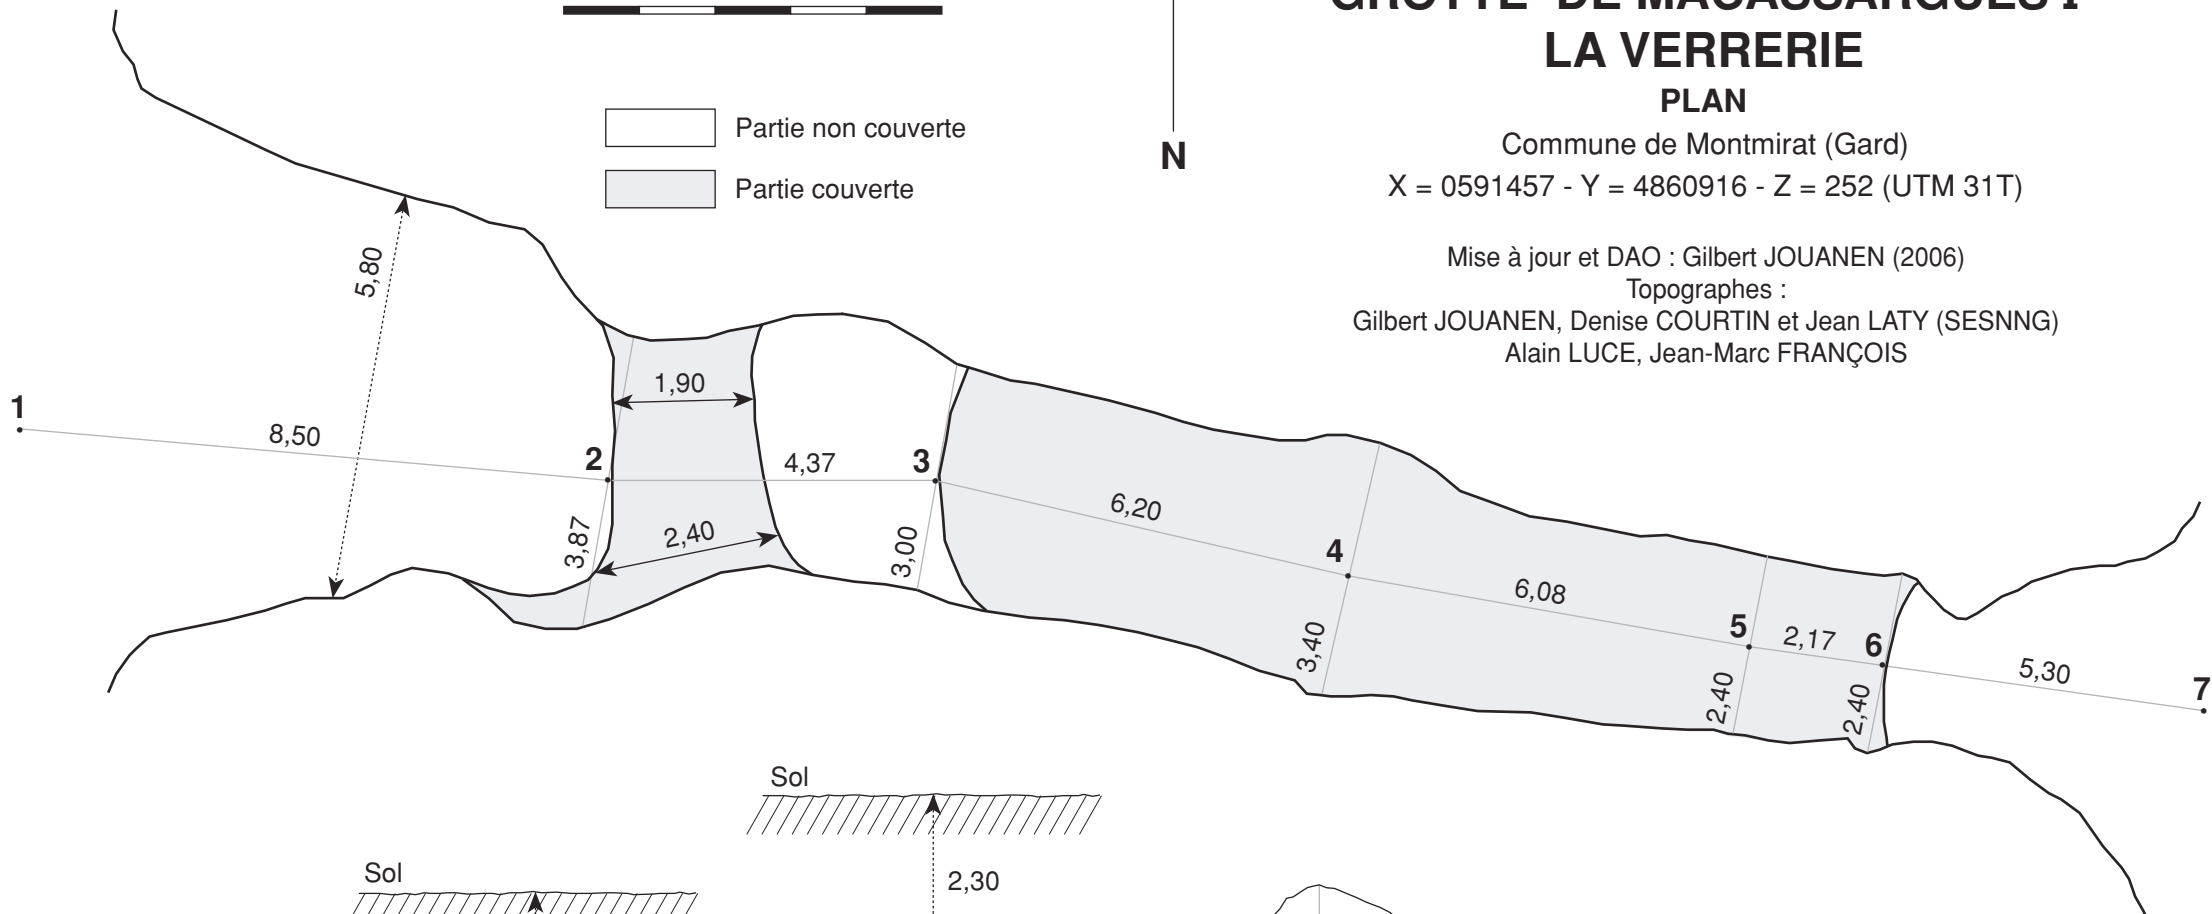 GROTTE DE MACASSARGUES I
LA VERRERIE
PLAN
Commune de Montmirat (Gard)
X = 0591457 - Y = 4860916 - Z = 252 (UTM 31T)
Mise à jour et DAO : Gilbert JOUANEN (2006)
Topographes :
Gilbert JOUANEN, Denise COURTIN et Jean LATY (SESNNG)
Alain LUCE, Jean-Marc FRANÇOIS
Partie non couverte
Partie couverte
N
5,80
1
8,50
2
1,90
3,87
2,40
4,37
3
3,00
6,20
4
3,40
6,08
5
2,40
2,17
6
2,40
5,30
7
Sol
2,30
Sol